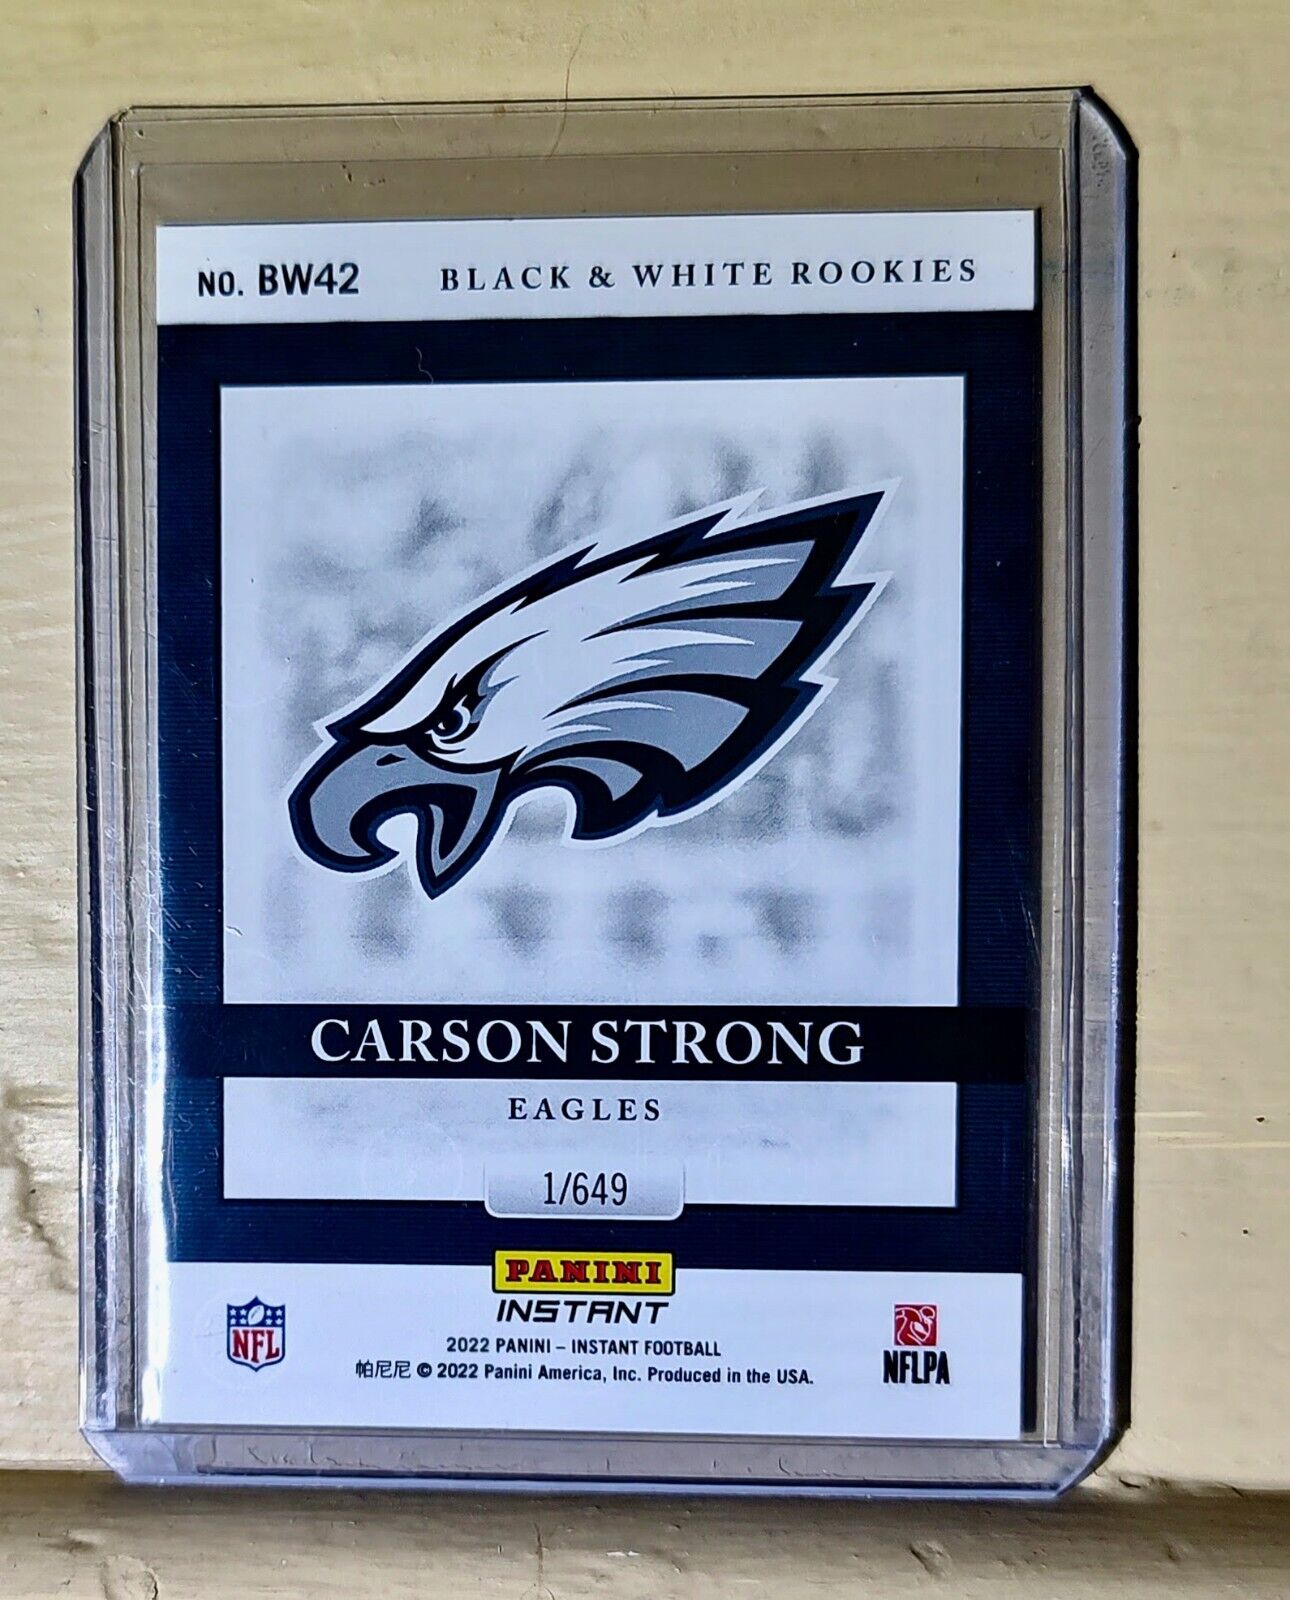 NO. BW42 BLACK & WHITE ROOKIES
CARSON STRONG
EAGLES
1/649
PANINI
INSTANT
2022 PANINI – INSTANT FOOTBALL
帕尼尼 © 2022 Panini America, Inc. Produced in the USA.
NFL
NFLPA